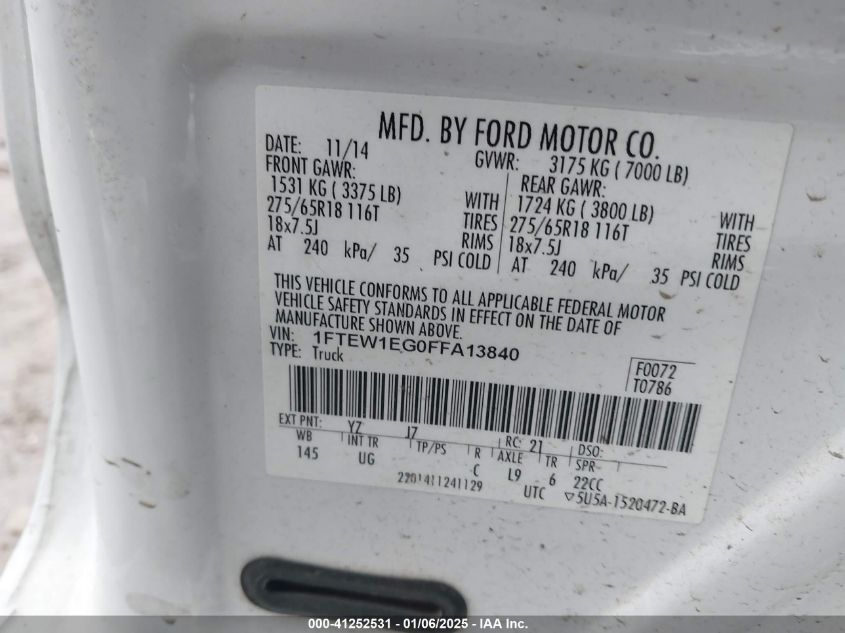 MFD. BY FORD MOTOR CO.
DATE: 11/14 GVWR: 3175 KG ( 7000 LB)
FRONT GAWR: REAR GAWR:
1531 KG ( 3375 LB) WITH 1724 KG ( 3800 LB) WITH
275/65R18 116T TIRES 275/65R18 116T TIRES
18x7.5J RIMS 18x7.5J RIMS
AT 240 kPa/ 35 PSI COLD AT 240 kPa/ 35 PSI COLD
THIS VEHICLE CONFORMS TO ALL APPLICABLE FEDERAL MOTOR
VEHICLE SAFETY STANDARDS IN EFFECT ON THE DATE OF
MANUFACTURE SHOWN ABOVE.
VIN: 1FTEW1EG0FFA13840
TYPE: Truck
F0072
T0786
EXT PNT: YZ J7 RC: 21 DSO:
WB INT TR TP/PS R AXLE TR SPR
145 UG C L9 6 22CC
2201411241129 UTC ▽5U5A-1520472-BA
000-41252531 - 01/06/2025 - IAA Inc.